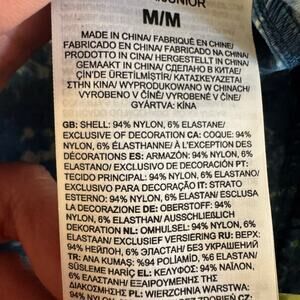 JUNIOR
M/M
MADE IN CHINA/ FABRIQUÉ EN CHINE/
FABRICADO EN CHINA/ FABRICADO NA CHINA/
PRODOTTO IN CINA/ HERGESTELLT IN CHINA/
GEMAAKT IN CHINA/ СДЕЛАНО В КИТАЕ/
ÇİN'DE ÜRETİLMİŞTİR/ ΚΑΤΑΣΚΕΥΑΖΕΤΑΙ
ΣΤΗΝ ΚΙΝΑ/ WYPRODUKOWANO W CHINACH/
VYROBENO V ČÍNĚ/ VYROBENÉ V ČÍNE/
GYÁRTVA: KÍNA
GB: SHELL: 94% NYLON, 6% ELASTANE/
EXCLUSIVE OF DECORATION CA: COQUE: 94%
NYLON, 6% ÉLASTHANNE/ À L'EXCEPTION DES
DÉCORATIONS ES: ARMAZÓN: 94% NYLON, 6%
ELASTANO/ EXCLUSIVO DE DECORACIÓN PT:
TECIDO PRINCIPAL: 94% NYLON, 6% ELASTANO/
EXCLUSIVO PARA DECORAÇÃO IT: STRATO
ESTERNO: 94% NYLON, 6% ELASTAN/ ESCLUSA
LA DECORAZIONE DE: OBERSTOFF: 94%
NYLON, 6% ELASTHAN/ AUSSCHLIEẞLICH
DEKORATION NL: OMHULSEL: 94% NYLON, 6%
ELASTAAN/ EXCLUSIEF VERSIERING RU: ВЕРХ:
94% НЕЙЛОН, 6% ЭЛАСТАН/ БЕЗ УКРАШЕНИЙ
TR: ANA KUMAŞ: %94 POLİAMİD, %6 ELASTAN/
SÜSLEME HARİÇ EL: ΚΕΛΥΦΟΣ: 94% ΝΑΪΛΟΝ,
6% ΕΛΑΣΤΑΝΗ/ ΕΞΑΙΡΟΥΜΕΝΗΣ ΤΗΣ
ΔΙΑΚΟΣΜΗΣΗΣ PL: WIERZCHNIA WARSTWA: